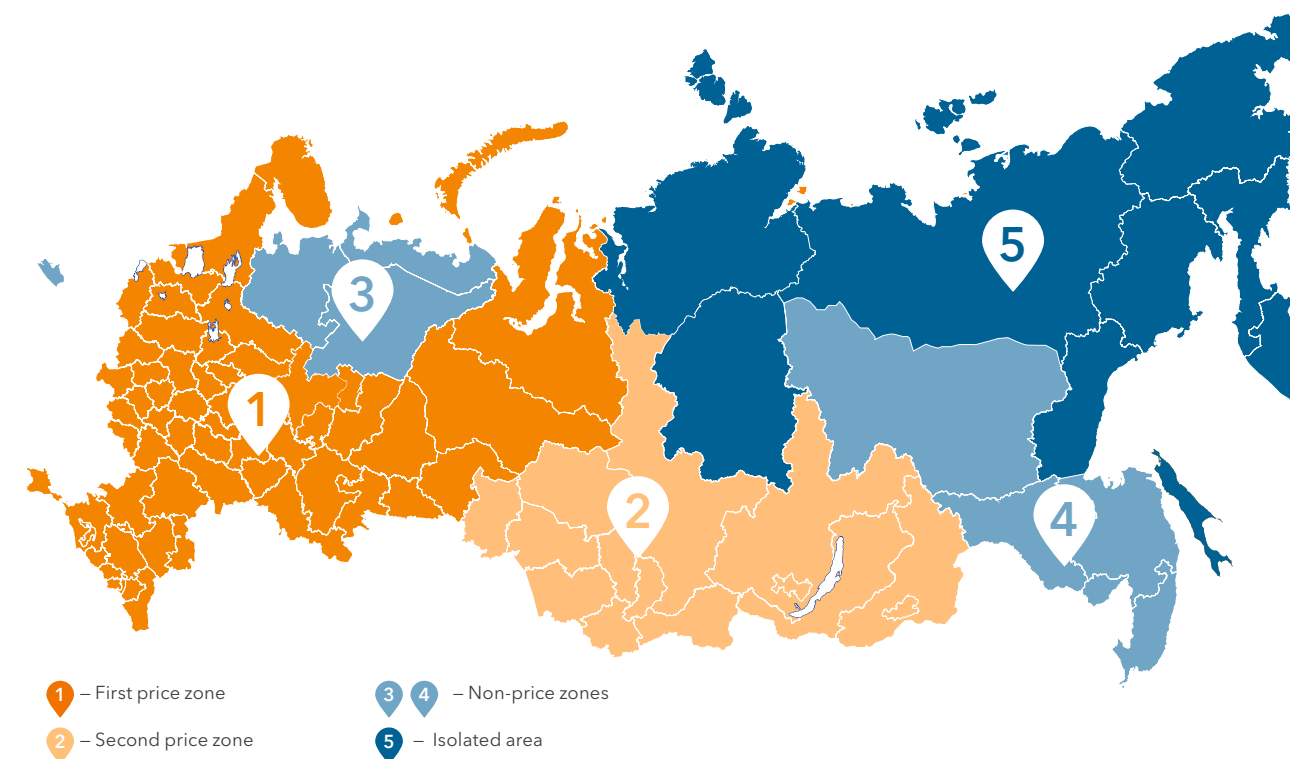 5
3
1
2
4
1 – First price zone
3 4 – Non-price zones
2 – Second price zone
5 – Isolated area